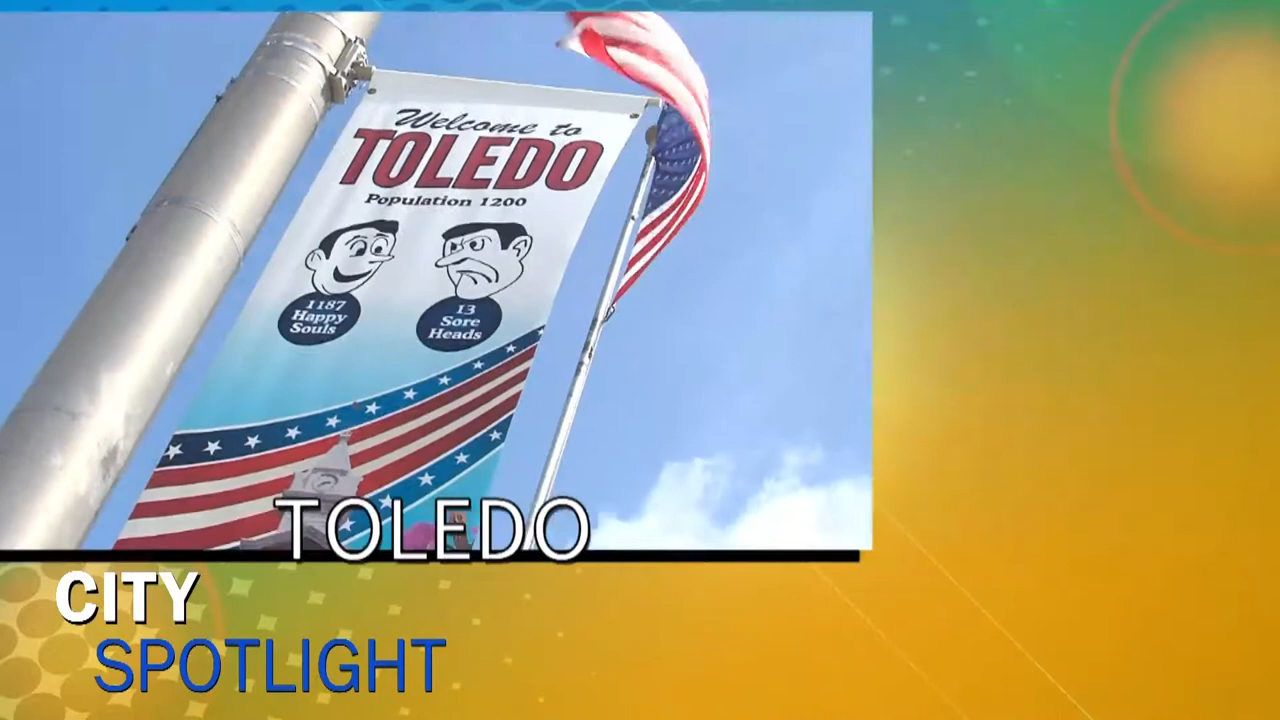 Welcome to
TOLEDO
Population 1200
1187
Happy
Souls
13
Sore
Heads
TOLEDO
CITY
SPOTLIGHT